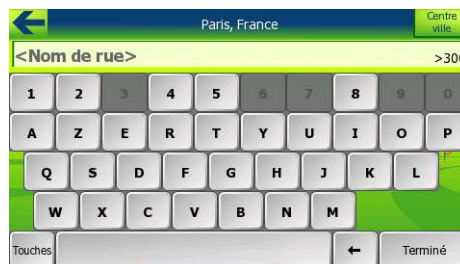 Paris, France
Centre
ville
<Nom de rue>
>300
1 2 3 4 5 6 7 8 9 0
A Z E R T Y U I O P
Q S D F G H J K L
W X C V B N M
Touches
Terminé